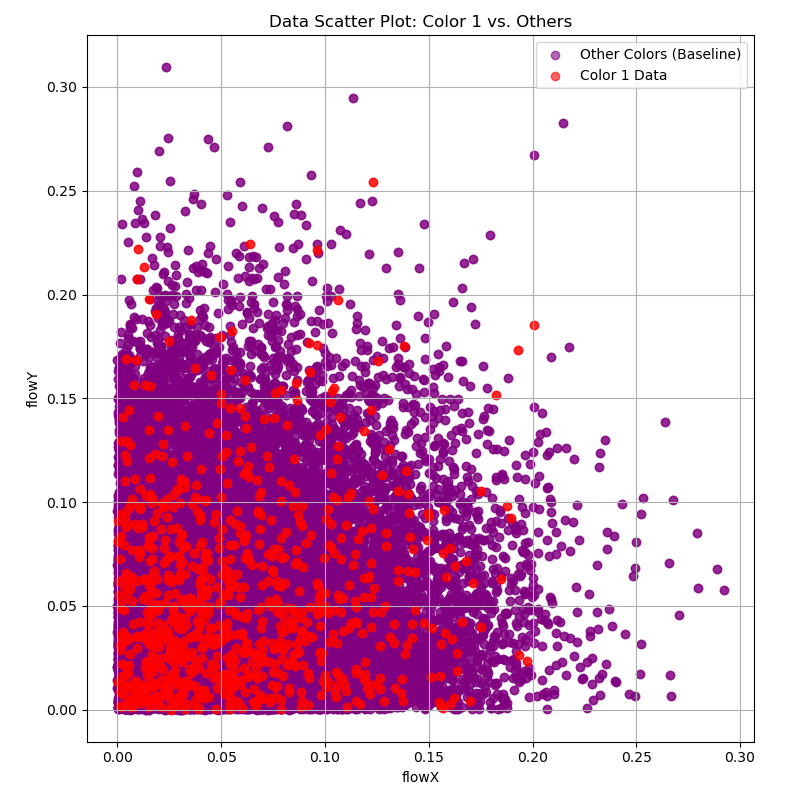 Data Scatter Plot: Color 1 vs. Others
Other Colors (Baseline)
Color 1 Data
0.30
0.25
0.20
0.15
0.10
0.05
0.00
flowY
0.00 0.05 0.10 0.15 0.20 0.25 0.30
flowX